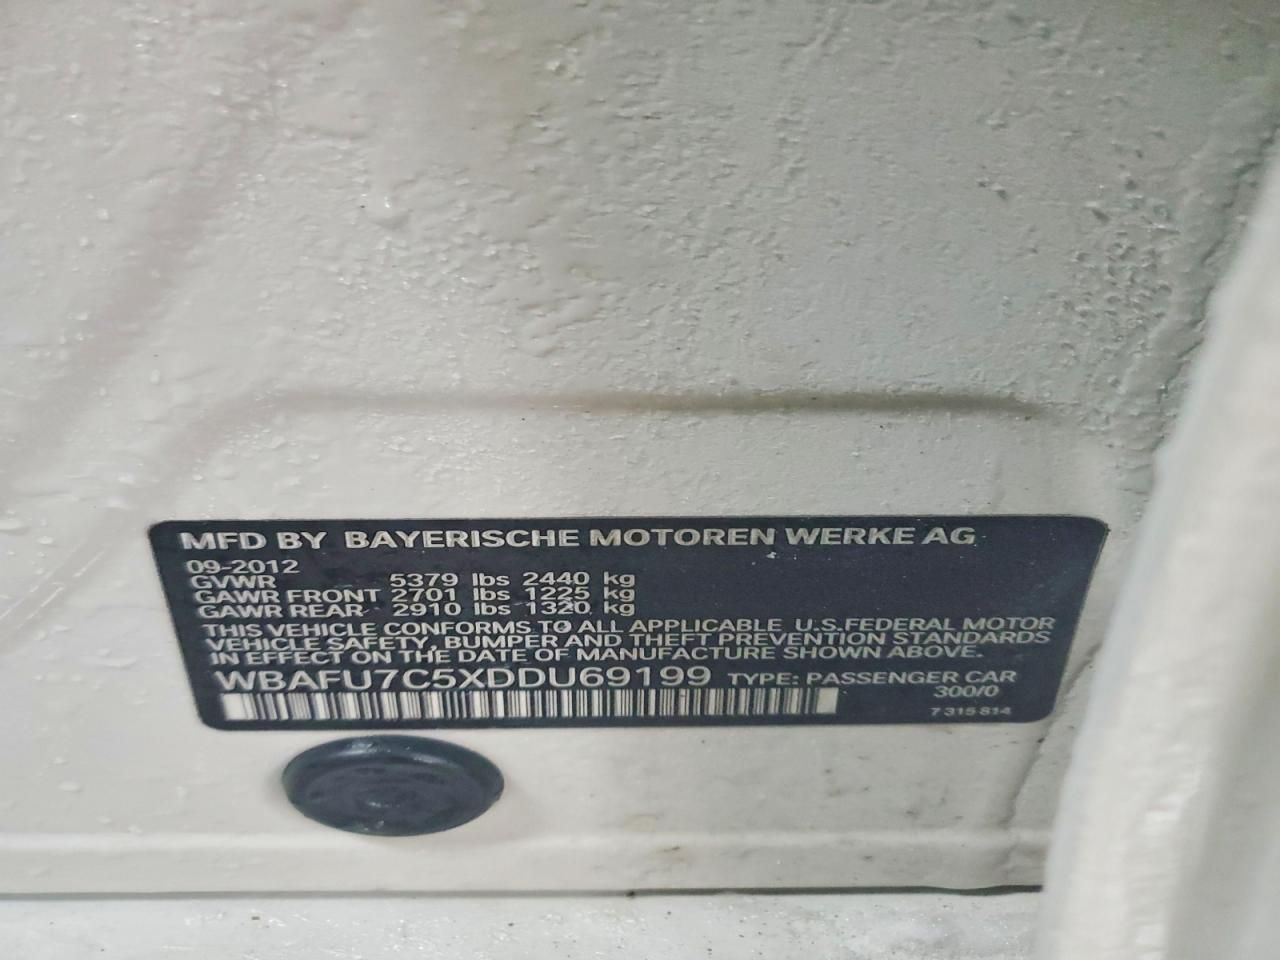 MFD BY BAYERISCHE MOTOREN WERKE AG
09-2012
GVWR 5379 lbs 2440 kg
GAWR FRONT 2701 lbs 1225 kg
GAWR REAR 2910 lbs 1320 kg
THIS VEHICLE CONFORMS TO ALL APPLICABLE U.S.FEDERAL MOTOR
VEHICLE SAFETY, BUMPER AND THEFT PREVENTION STANDARDS
IN EFFECT ON THE DATE OF MANUFACTURE SHOWN ABOVE.
WBAFU7C5XDDU69199 TYPE: PASSENGER CAR
300/0
7 315 814